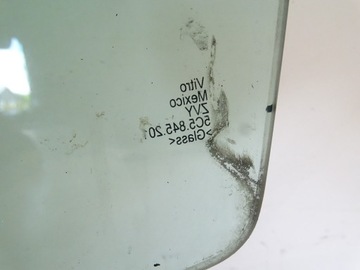 Vitro
Mexico
ZVY
5C5.845.20
>Glass<